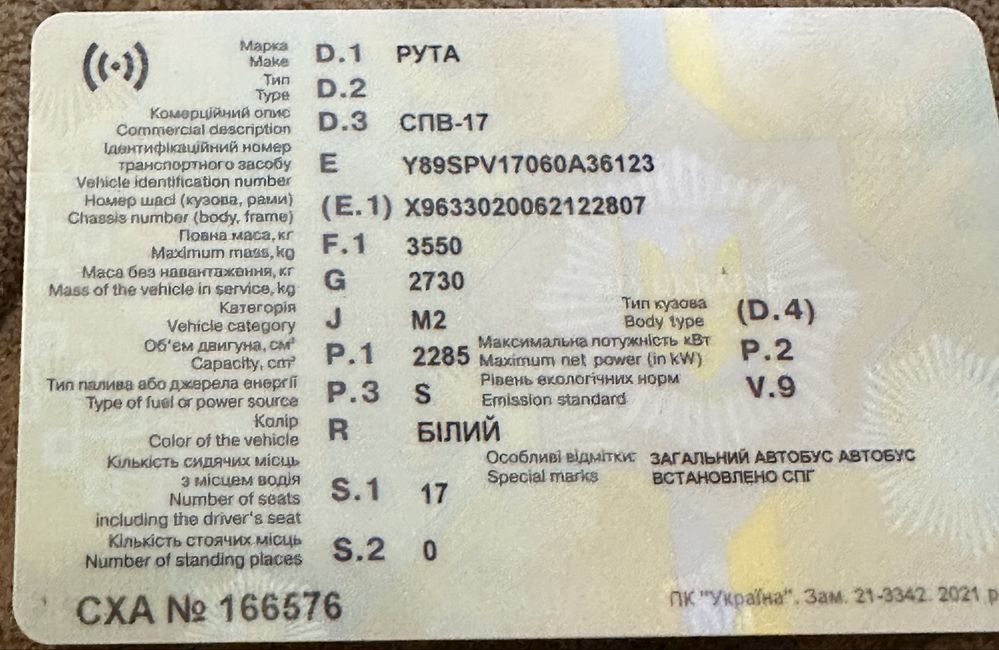 Марка
Make D.1 РУТА
Тип
Type D.2
Комерційний опис
Commercial description D.3 СПВ-17
Ідентифікаційний номер
транспортного засобу
Vehicle identification number E Y89SPV17060A36123
Номер шасі (кузова, рами)
Chassis number (body, frame) (E.1) X9633020062122807
Повна маса, кг
Maximum mass, kg F.1 3550
Маса без навантаження, кг
Mass of the vehicle in service, kg G 2730
Категорія
Vehicle category J M2
Тип кузова
Body type (D.4)
Об'єм двигуна, см³
Capacity, cm³ P.1 2285
Максимальна потужність кВт
Maximum net power (in kW) P.2
Тип палива або джерела енергії
Type of fuel or power source P.3 S
Рівень екологічних норм
Emission standard V.9
Колір
Color of the vehicle R БІЛИЙ
Кількість сидячих місць
з місцем водія
Number of seats
including the driver's seat S.1 17
Особливі відмітки: ЗАГАЛЬНИЙ АВТОБУС АВТОБУС
Special marks ВСТАНОВЛЕНО СПГ
Кількість стоячих місць
Number of standing places S.2 0
СХА № 166576
ПК "Україна". Зам. 21-3342. 2021 р